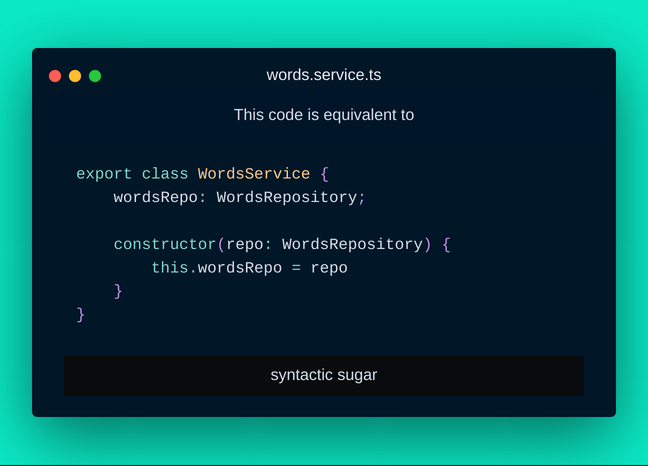 words.service.ts
This code is equivalent to
export class WordsService {
    wordsRepo: WordsRepository;
    constructor(repo: WordsRepository) {
        this.wordsRepo = repo
    }
}
syntactic sugar